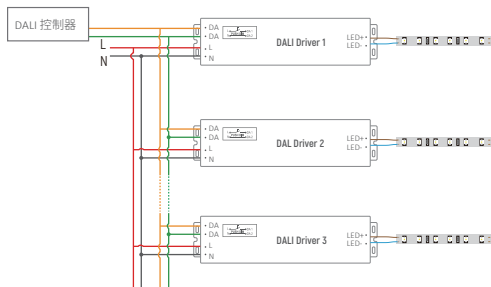 DALI 控制器
L
N
DA
DA
L
N
DALI Driver 1
LED+
LED-
DA
DA
L
N
DAL Driver 2
LED+
LED-
DA
DA
L
N
DALI Driver 3
LED+
LED-